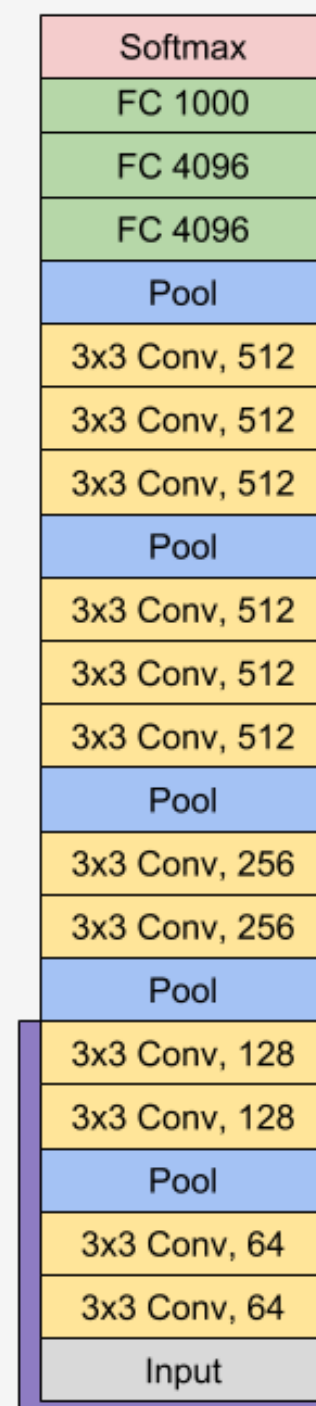 Softmax
FC 1000
FC 4096
FC 4096
Pool
3x3 Conv, 512
3x3 Conv, 512
3x3 Conv, 512
Pool
3x3 Conv, 512
3x3 Conv, 512
3x3 Conv, 512
Pool
3x3 Conv, 256
3x3 Conv, 256
Pool
3x3 Conv, 128
3x3 Conv, 128
Pool
3x3 Conv, 64
3x3 Conv, 64
Input